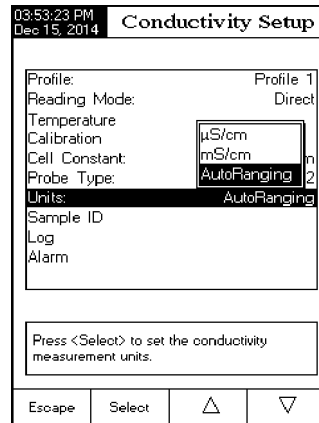 03:53:23 PM
Dec 15, 2014
Conductivity Setup
Profile: Profile 1
Reading Mode: Direct
Temperature
Calibration
Cell Constant:
Probe Type: 2
Units: AutoRanging
Sample ID
Log
Alarm
µS/cm
mS/cm
AutoRanging
Press <Select> to set the conductivity
measurement units.
Escape Select